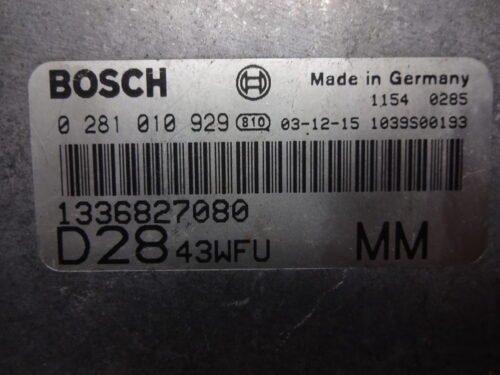 BOSCH Made in Germany
1154 0285
0 281 010 929 810 03-12-15 1039S00193
1336827080
D28 43WFU MM